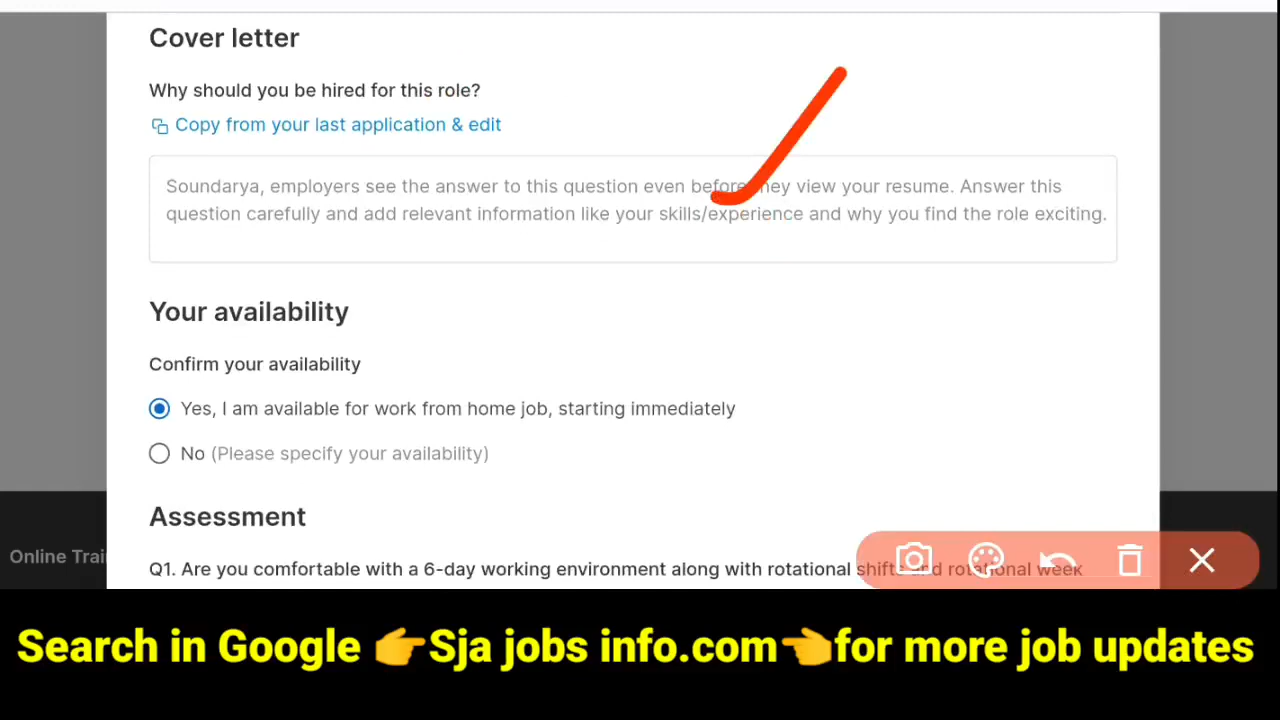 Cover letter
Why should you be hired for this role?
Copy from your last application & edit
Soundarya, employers see the answer to this question even before they view your resume. Answer this
question carefully and add relevant information like your skills/experience and why you find the role exciting.
Your availability
Confirm your availability
Yes, I am available for work from home job, starting immediately
No (Please specify your availability)
Assessment
Online Trai
Q1. Are you comfortable with a 6-day working environment along with rotational shifts and rotational week
Search in Google 👉Sja jobs info.com👈for more job updates